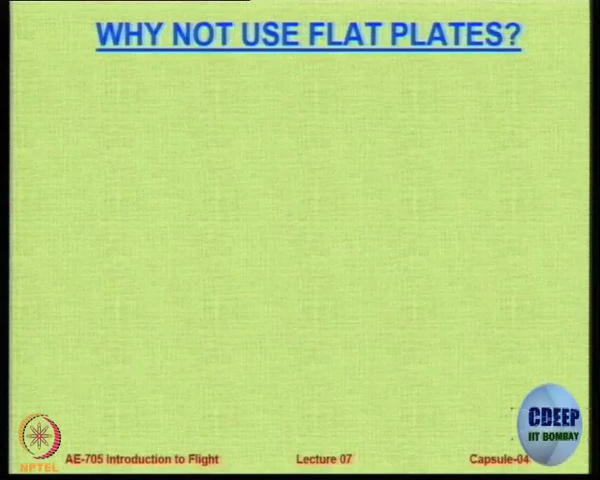 WHY NOT USE FLAT PLATES?
CDEEP
IIT BOMBAY
NPTEL
AE-705 Introduction to Flight
Lecture 07
Capsule-04